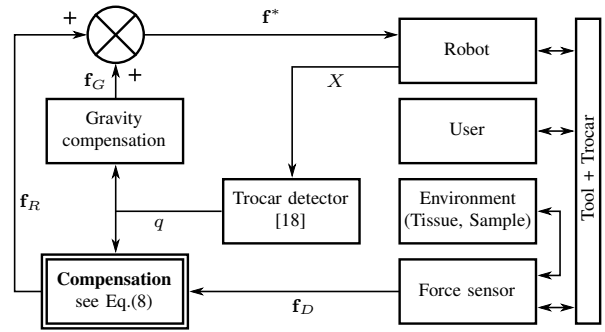 +
f*
Robot
f_G
+
X
Gravity
compensation
User
Tool + Trocar
Trocar detector
[18]
Environment
(Tissue, Sample)
f_R
q
Compensation
see Eq.(8)
f_D
Force sensor